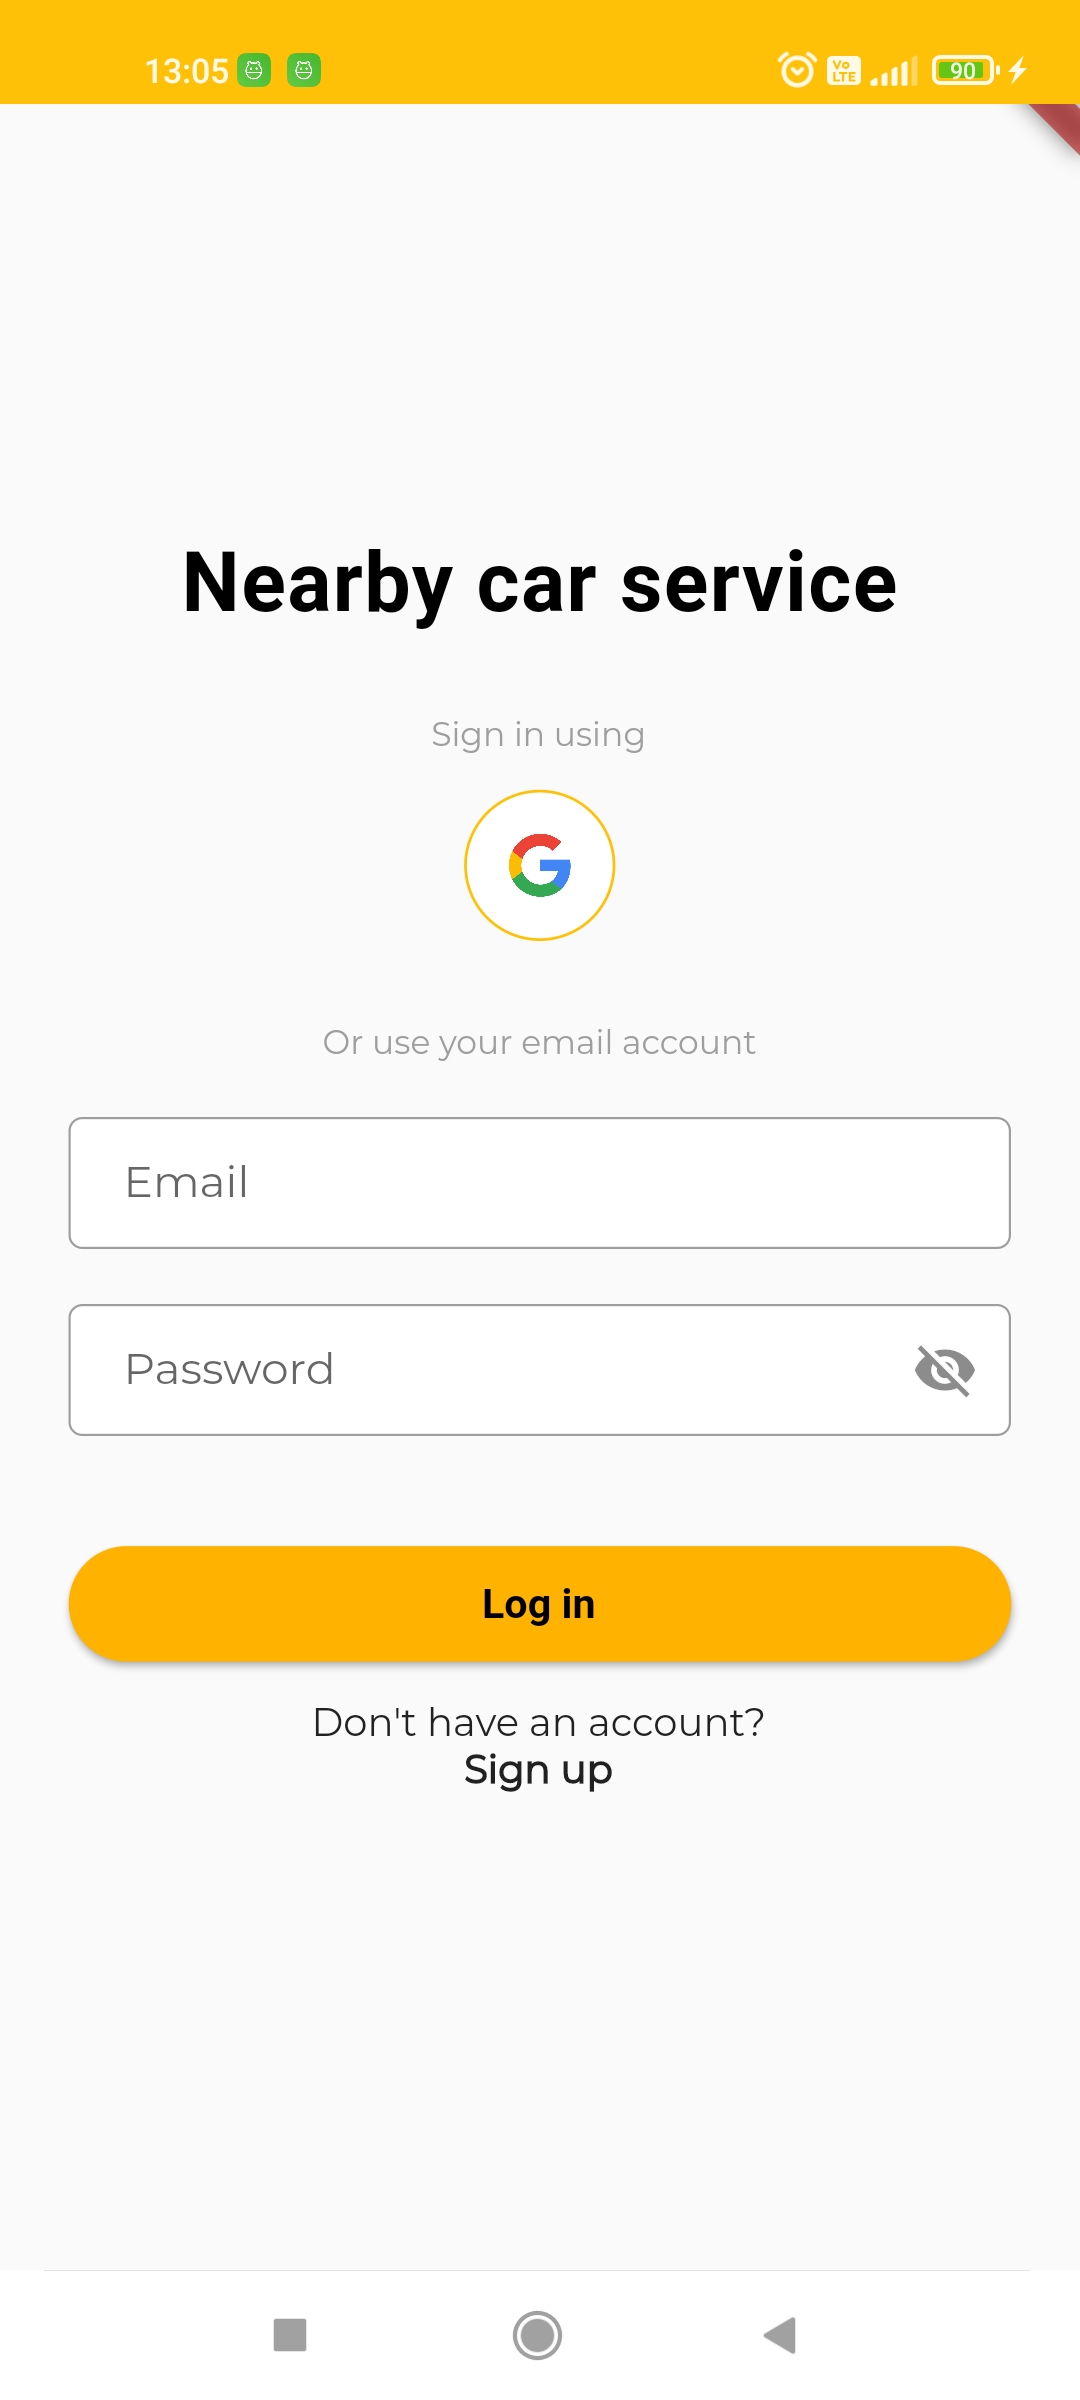 13:05
Vo
LTE
90
Nearby car service
Sign in using
Or use your email account
Email
Password
Log in
Don't have an account?
Sign up